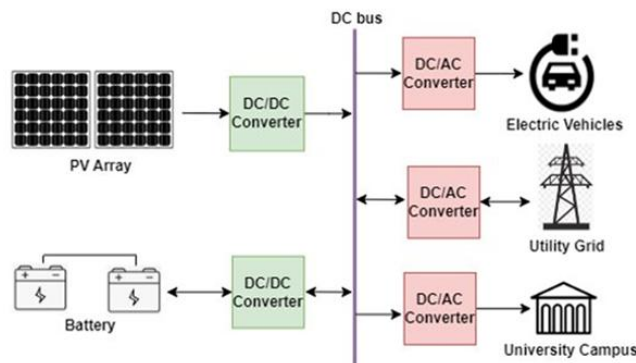 DC bus
DC/DC
Converter
DC/AC
Converter
PV Array
Electric Vehicles
DC/AC
Converter
Utility Grid
+ -
+ -
Battery
DC/DC
Converter
DC/AC
Converter
University Campus